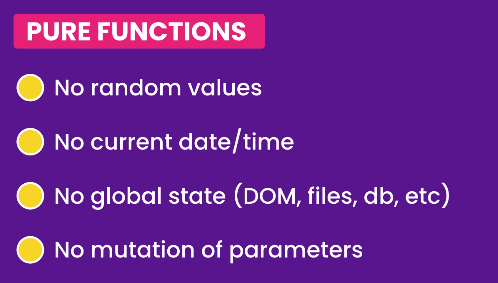 PURE FUNCTIONS
No random values
No current date/time
No global state (DOM, files, db, etc)
No mutation of parameters